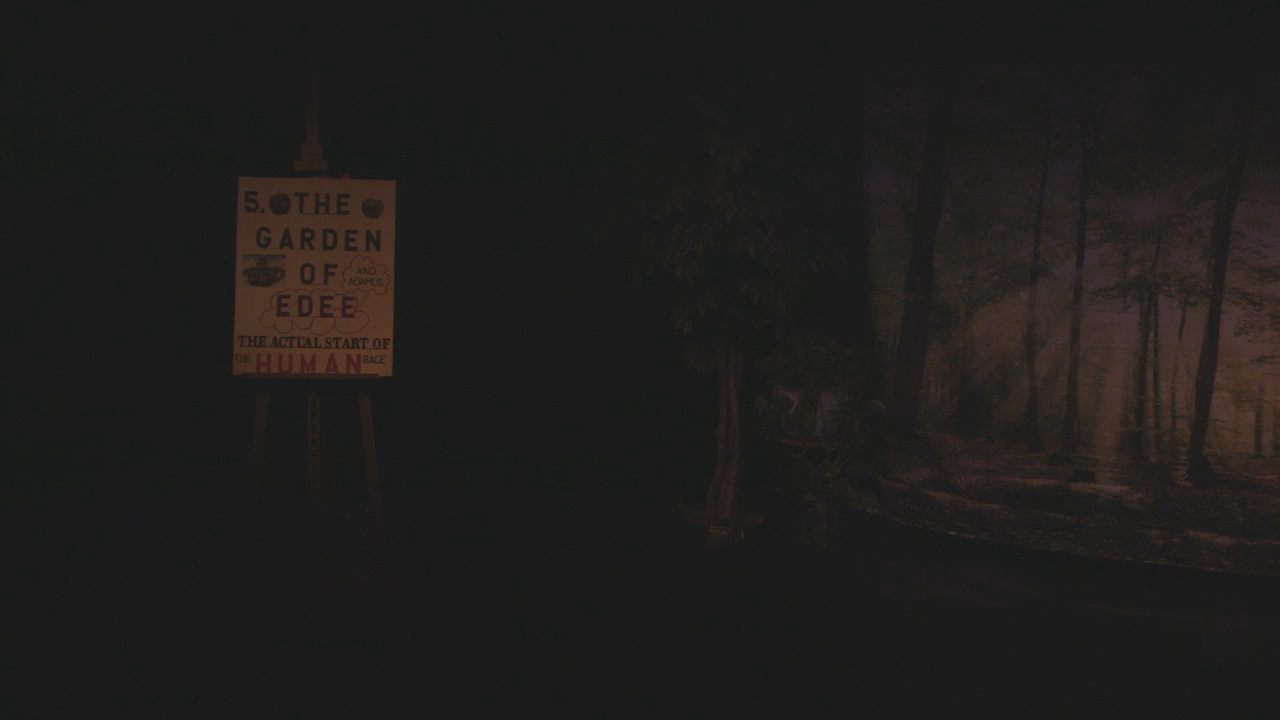 5. THE
GARDEN
OF
AND
ADAMUS
EDEE
THE ACTUAL START OF
THE HUMAN RACE